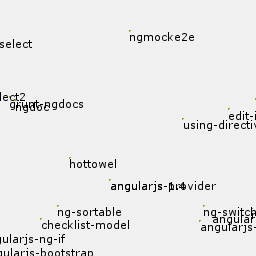 ngmocke2e
select
lect2
grunt-ngdocs
ngdoc
edit-i
using-directiv
hottowel
angularjs-1.4
provider
ng-sortable
ng-switch
checklist-model
angular
angularjs-
gularjs-ng-if
angularjs-bootstrap